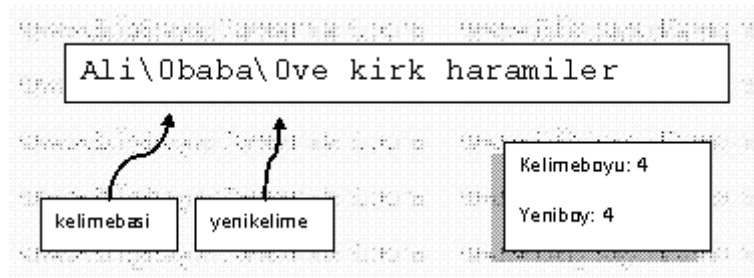 Ali\0baba\0ve kirk haramiler
Kelimeboyu: 4
Yeniboy: 4
kelimebasi
yenikelime